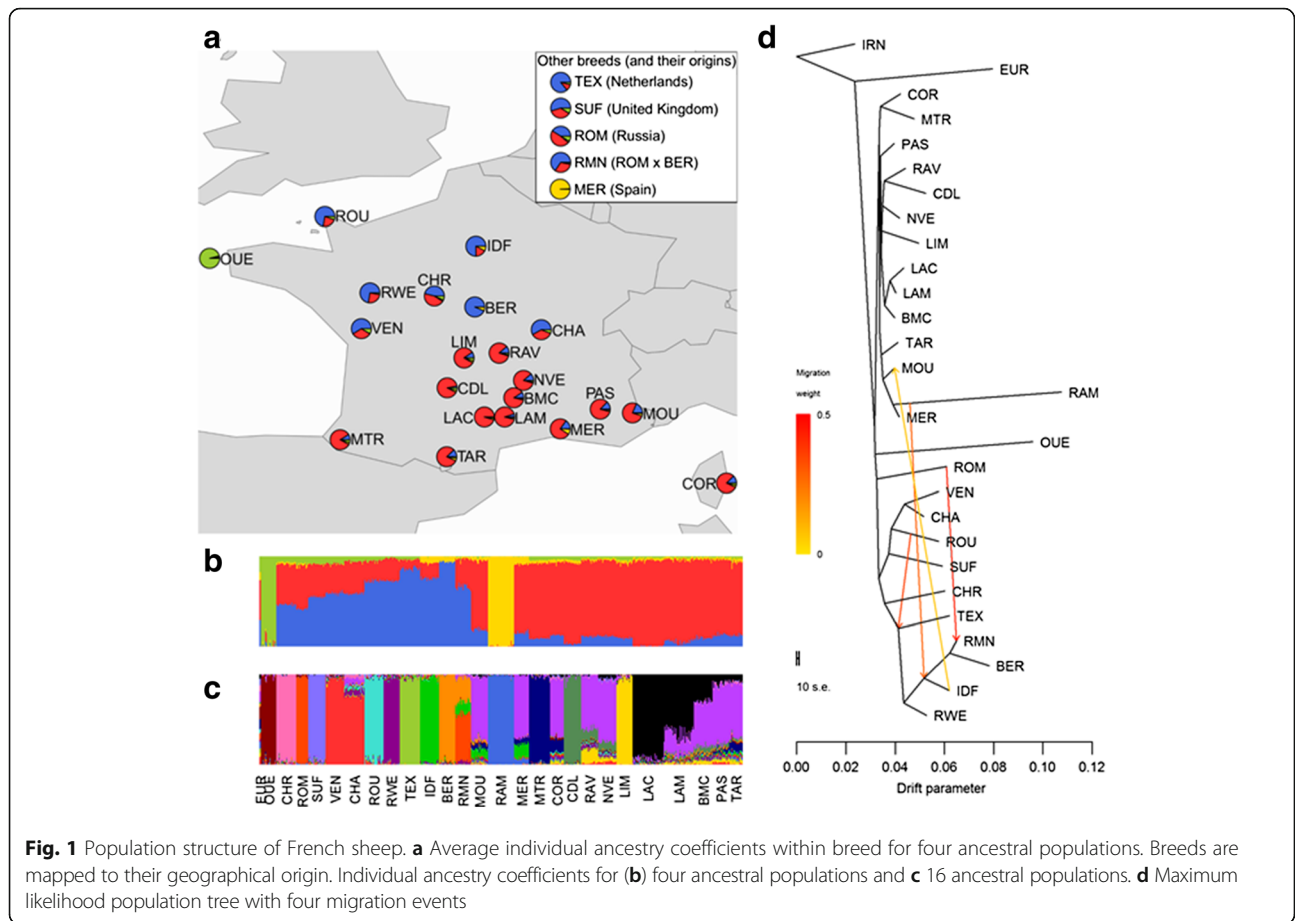 a
Other breeds (and their origins)
TEX (Netherlands)
SUF (United Kingdom)
ROM (Russia)
RMN (ROM x BER)
MER (Spain)
ROU
OUE
IDF
CHR
RWE
BER
VEN
CHA
LIM
RAV
CDL
NVE
BMC
PAS
LAC
LAM
MOU
MER
MTR
TAR
COR
b
c
EUR
OUE
CHR
ROM
SUF
VEN
CHA
ROU
RWE
TEX
IDF
BER
RMN
MOU
RAM
MER
MTR
COR
CDL
RAV
NVE
LIM
LAC
LAM
BMC
PAS
TAR
d
IRN
EUR
COR
MTR
PAS
RAV
CDL
NVE
LIM
LAC
LAM
BMC
TAR
MOU
RAM
MER
OUE
ROM
VEN
CHA
ROU
SUF
CHR
TEX
RMN
BER
IDF
RWE
Migration
weight
0.5
0
10 s.e.
0.00 0.02 0.04 0.06 0.08 0.10 0.12
Drift parameter
Fig. 1 Population structure of French sheep. a Average individual ancestry coefficients within breed for four ancestral populations. Breeds are
mapped to their geographical origin. Individual ancestry coefficients for (b) four ancestral populations and c 16 ancestral populations. d Maximum
likelihood population tree with four migration events